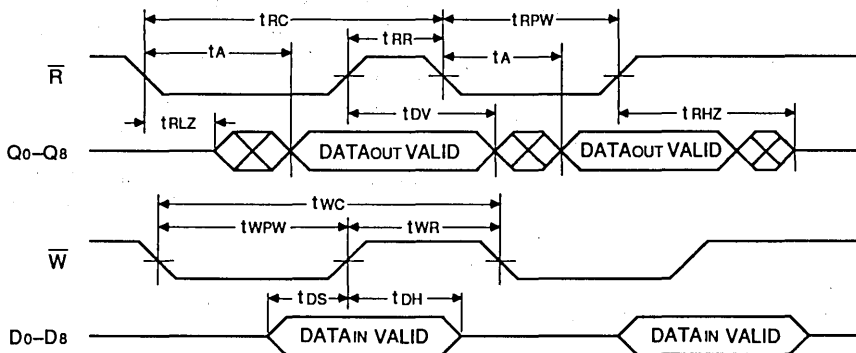 tRC
tRPW
tA
tRR
tA
R
tDV
tRLZ
tRHZ
Q0–Q8
DATAOUT VALID
DATAOUT VALID
tWC
tWPW
tWR
W
tDS
tDH
D0–D8
DATAIN VALID
DATAIN VALID